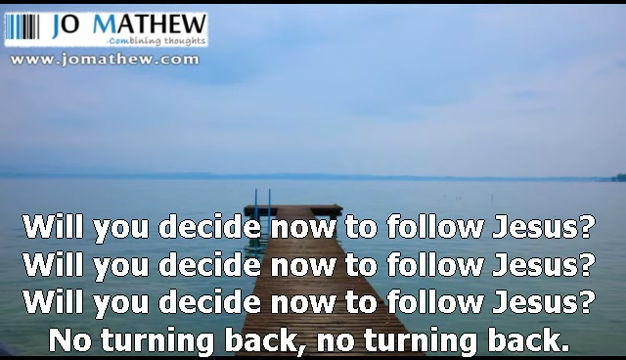 JO MATHEW
-Combining thoughts
www.jomathew.com
Will you decide now to follow Jesus?
Will you decide now to follow Jesus?
Will you decide now to follow Jesus?
No turning back, no turning back.